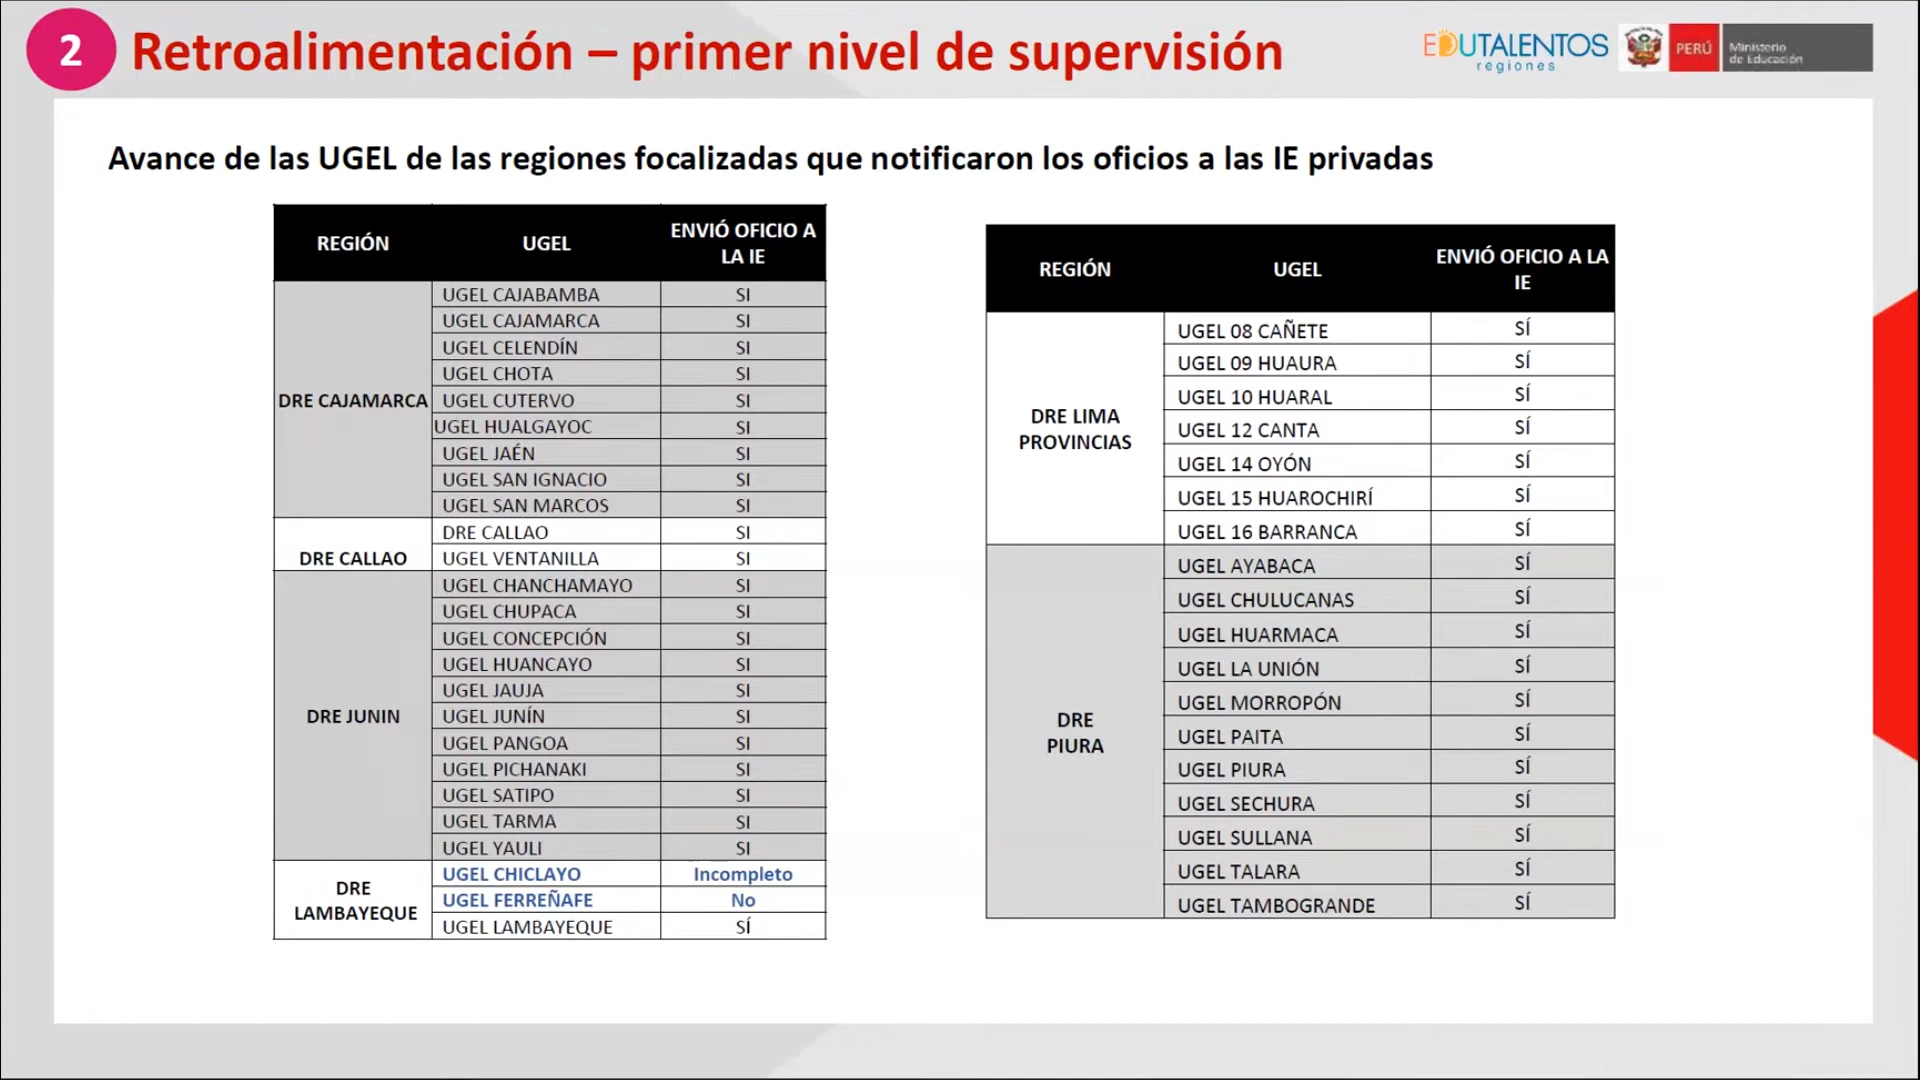 2
Retroalimentación – primer nivel de supervisión
EDUTALENTOS
regiones
PERÚ
Ministerio
de Educación
Avance de las UGEL de las regiones focalizadas que notificaron los oficios a las IE privadas
REGIÓN UGEL ENVIÓ OFICIO A
LA IE
DRE CAJAMARCA
UGEL CAJABAMBA SI
UGEL CAJAMARCA SI
UGEL CELENDÍN SI
UGEL CHOTA SI
UGEL CUTERVO SI
UGEL HUALGAYOC SI
UGEL JAÉN SI
UGEL SAN IGNACIO SI
UGEL SAN MARCOS SI
DRE CALLAO
DRE CALLAO SI
UGEL VENTANILLA SI
DRE JUNIN
UGEL CHANCHAMAYO SI
UGEL CHUPACA SI
UGEL CONCEPCIÓN SI
UGEL HUANCAYO SI
UGEL JAUJA SI
UGEL JUNÍN SI
UGEL PANGOA SI
UGEL PICHANAKI SI
UGEL SATIPO SI
UGEL TARMA SI
UGEL YAULI SI
DRE
LAMBAYEQUE
UGEL CHICLAYO Incompleto
UGEL FERREÑAFE No
UGEL LAMBAYEQUE SÍ
REGIÓN UGEL ENVIÓ OFICIO A LA
IE
DRE LIMA
PROVINCIAS
UGEL 08 CAÑETE SÍ
UGEL 09 HUAURA SÍ
UGEL 10 HUARAL SÍ
UGEL 12 CANTA SÍ
UGEL 14 OYÓN SÍ
UGEL 15 HUAROCHIRÍ SÍ
UGEL 16 BARRANCA SÍ
DRE
PIURA
UGEL AYABACA SÍ
UGEL CHULUCANAS SÍ
UGEL HUARMACA SÍ
UGEL LA UNIÓN SÍ
UGEL MORROPÓN SÍ
UGEL PAITA SÍ
UGEL PIURA SÍ
UGEL SECHURA SÍ
UGEL SULLANA SÍ
UGEL TALARA SÍ
UGEL TAMBOGRANDE SÍ